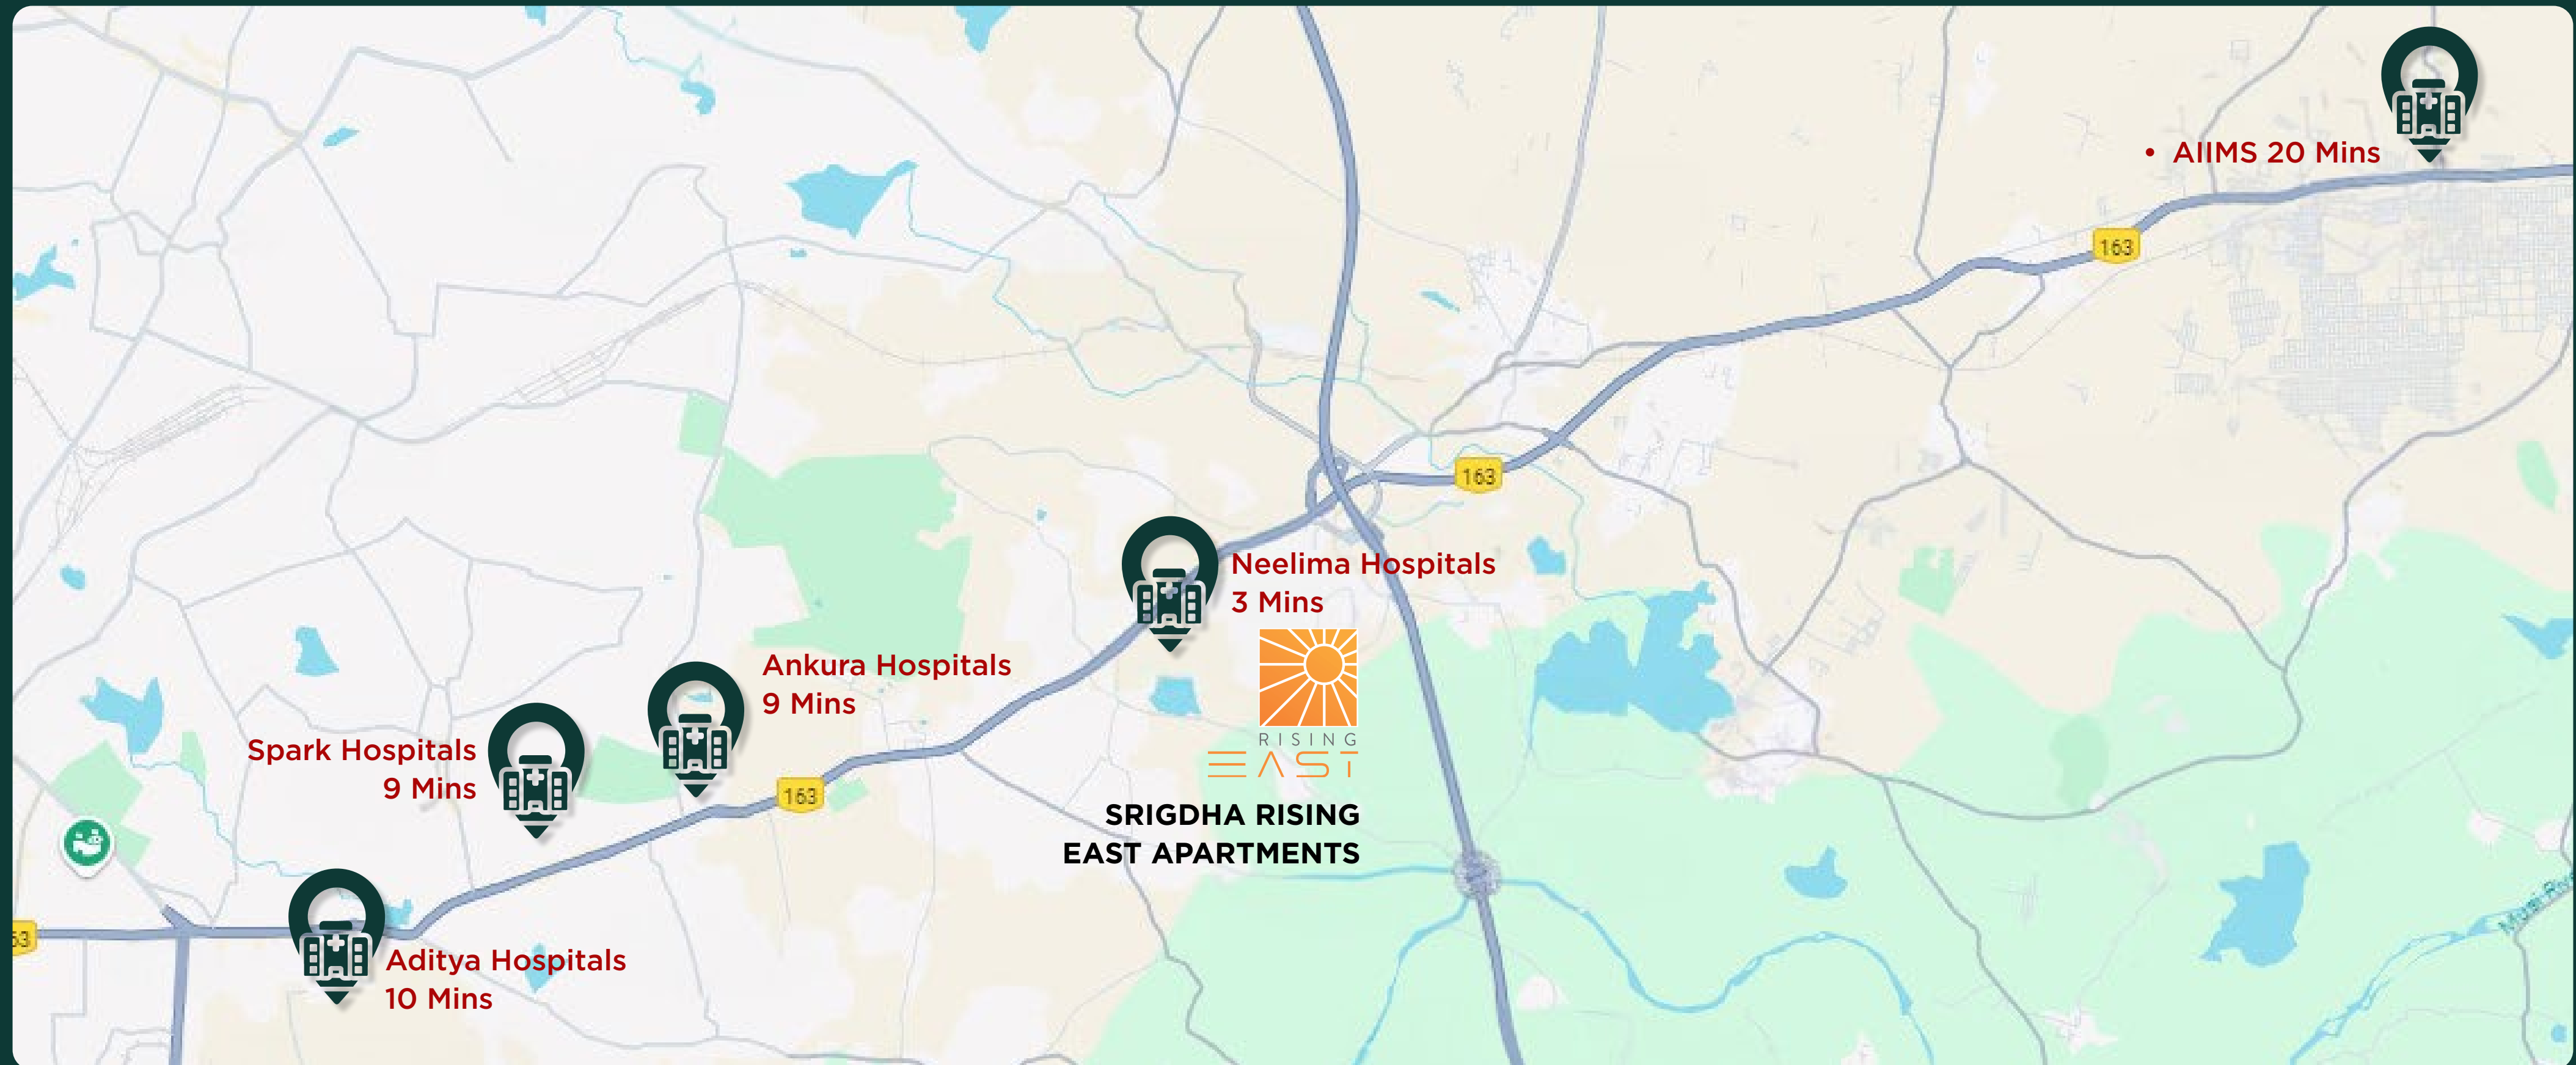 • AIIMS 20 Mins
163
163
Neelima Hospitals
3 Mins
RISING
EAST
SRIGDHA RISING
EAST APARTMENTS
Ankura Hospitals
9 Mins
Spark Hospitals
9 Mins
163
63
Aditya Hospitals
10 Mins